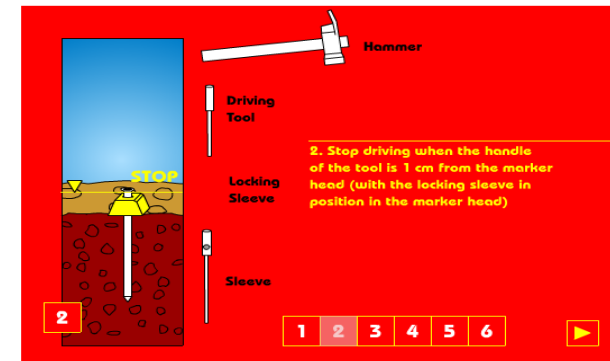 Hammer
Driving
Tool
STOP
Locking
Sleeve
2. Stop driving when the handle
of the tool is 1 cm from the marker
head (with the locking sleeve in
position in the marker head)
Sleeve
2
1 2 3 4 5 6